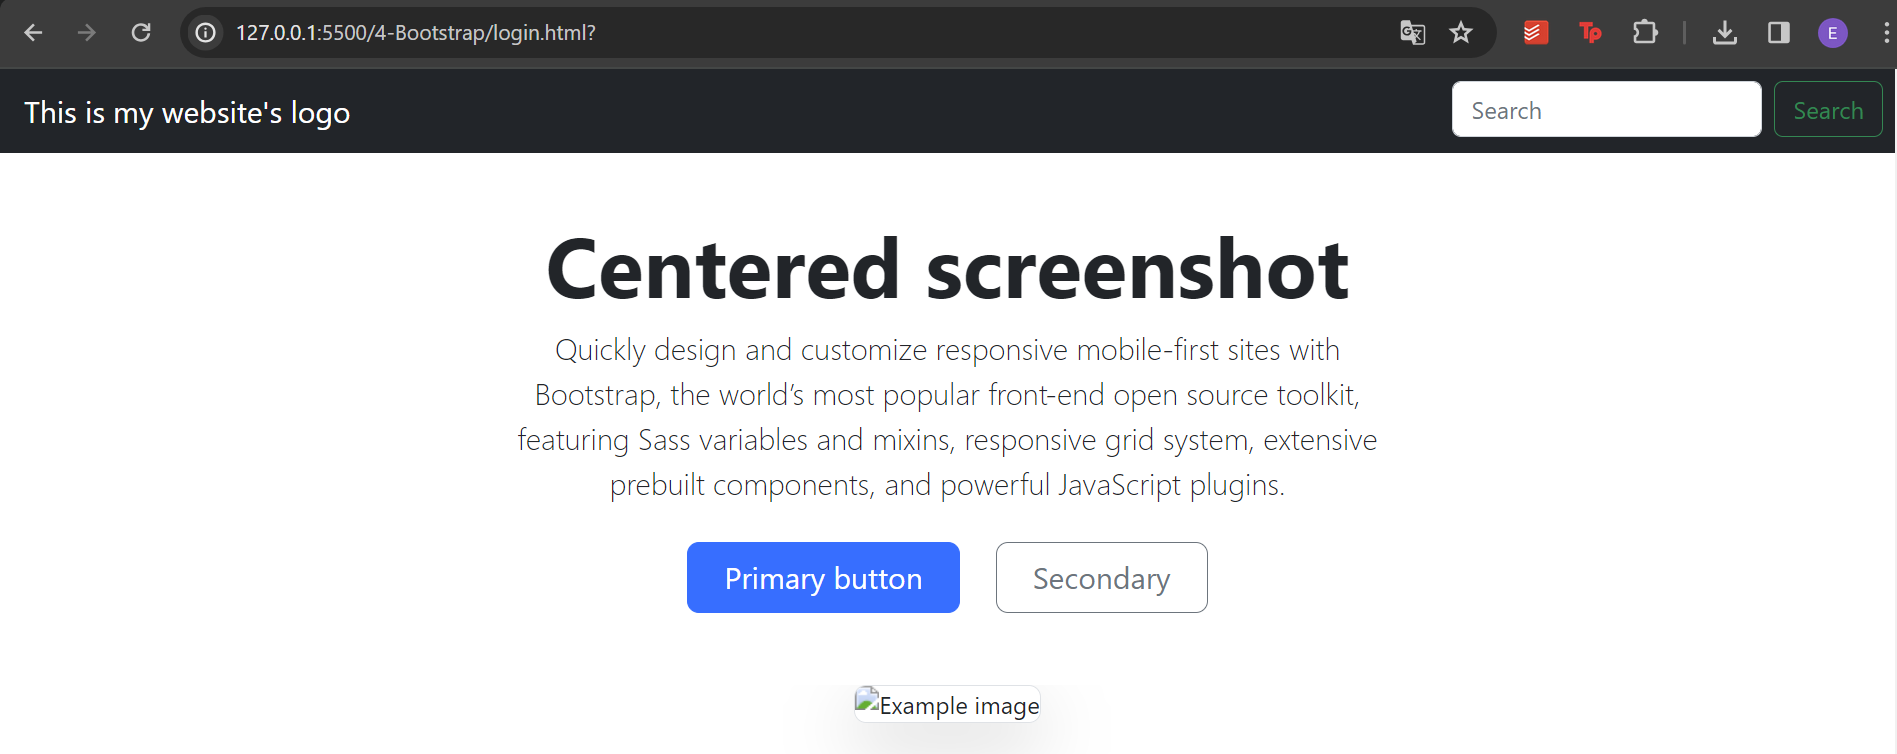 127.0.0.1:5500/4-Bootstrap/login.html?
Tp
E
This is my website's logo
Search
Search
Centered screenshot
Quickly design and customize responsive mobile-first sites with
Bootstrap, the world’s most popular front-end open source toolkit,
featuring Sass variables and mixins, responsive grid system, extensive
prebuilt components, and powerful JavaScript plugins.
Primary button
Secondary
Example image